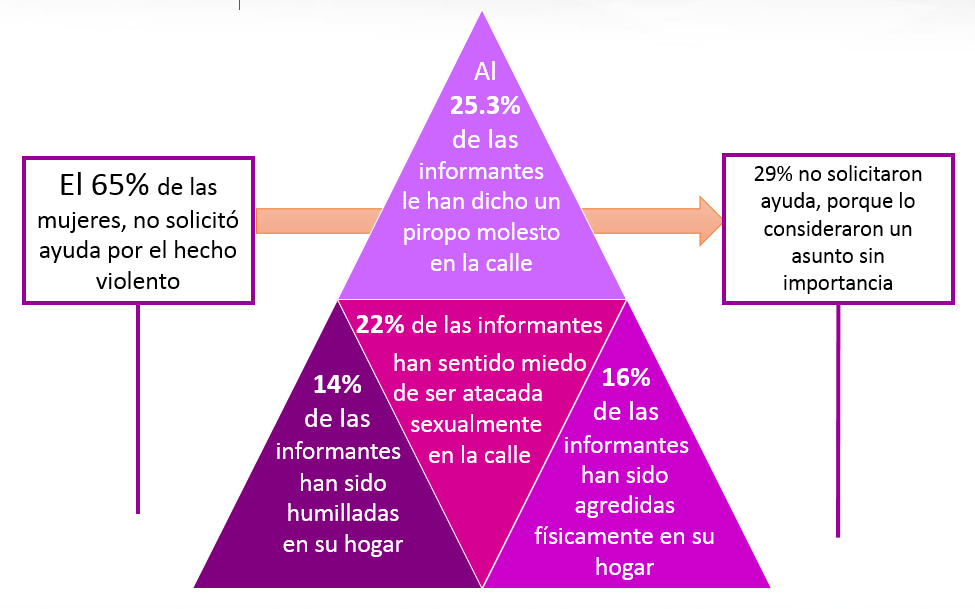 Al
25.3%
de las
informantes
le han dicho un
piropo molesto
en la calle
El 65% de las
mujeres, no solicitó
ayuda por el hecho
violento
29% no solicitaron
ayuda, porque lo
consideraron un
asunto sin
importancia
22% de las informantes
han sentido miedo
de ser atacada
sexualmente
en la calle
14%
de las
informantes
han sido
humilladas
en su hogar
16%
de las
informantes
han sido
agredidas
físicamente en su
hogar